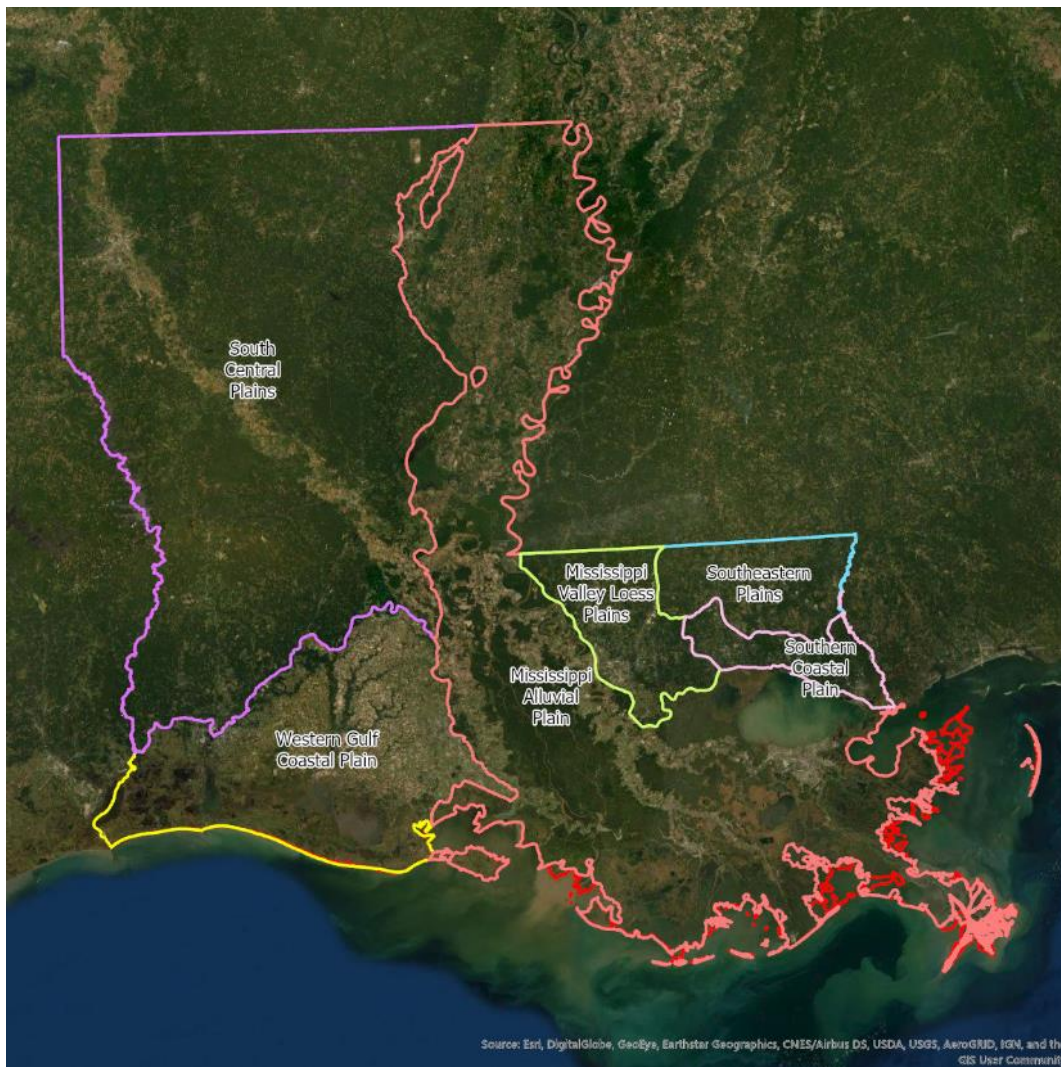 South
Central
Plains
Mississippi
Valley Loess
Plains
Southeastern
Plains
Southern
Coastal
Plain
Mississippi
Alluvial
Plain
Western Gulf
Coastal Plain
Source: Esri, DigitalGlobe, GeoEye, Earthstar Geographics, CNES/Airbus DS, USDA, USGS, AeroGRID, IGN, and the
GIS User Communit